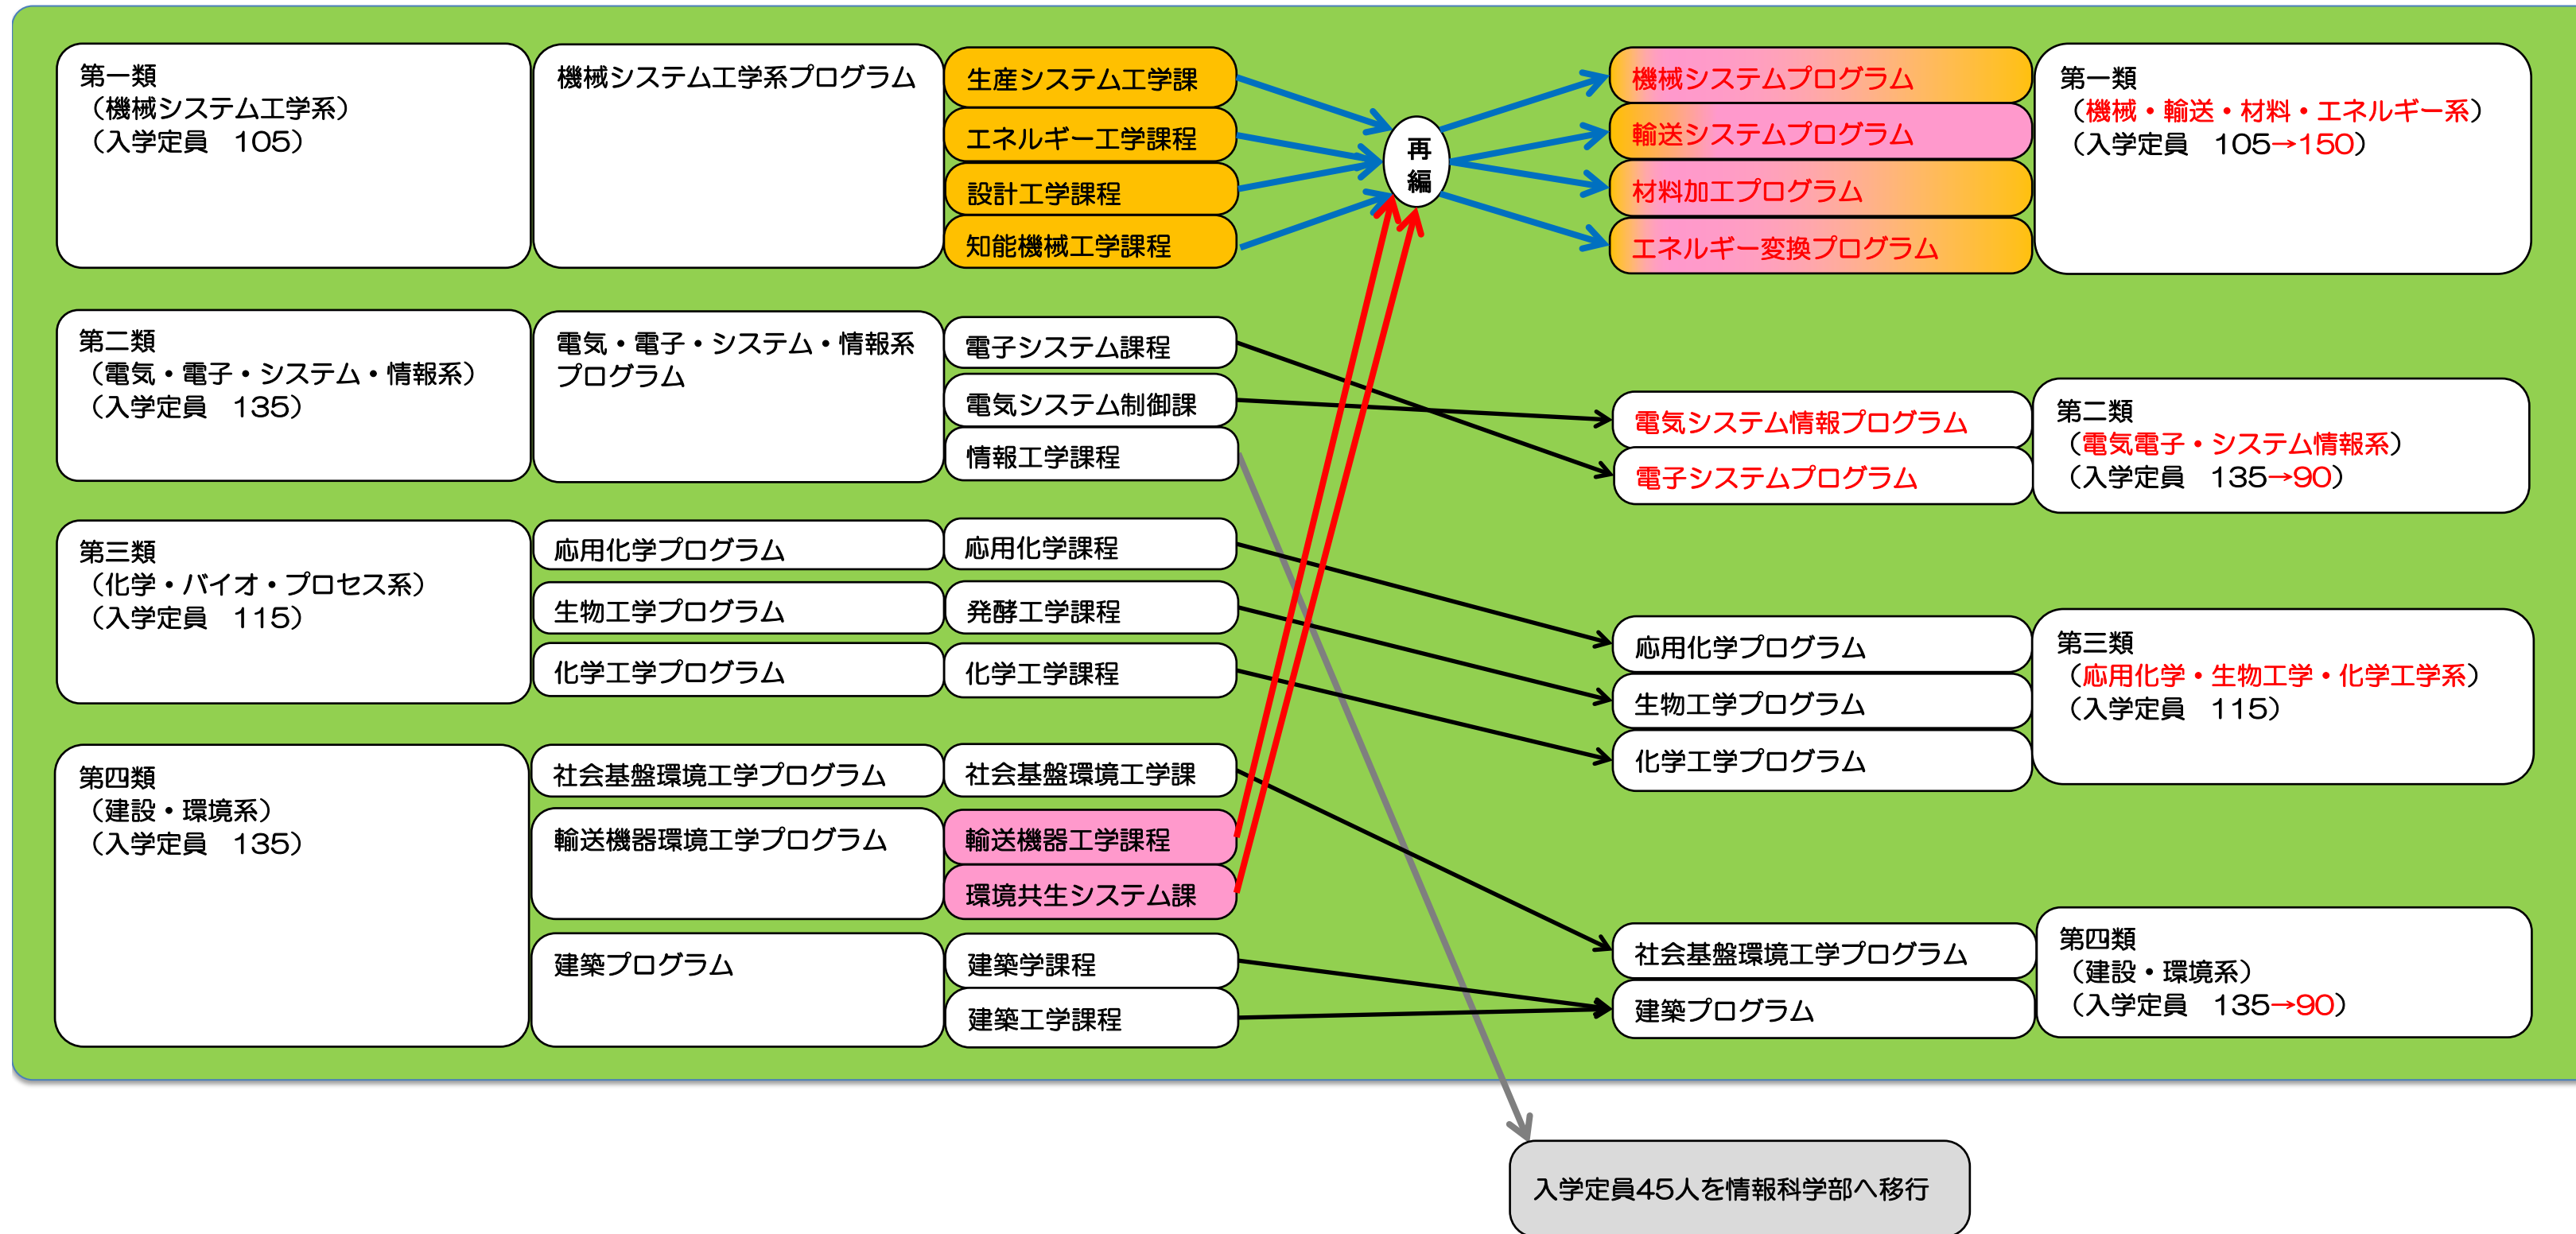 第一類
（機械システム工学系）
（入学定員　105）
機械システム工学系プログラム
生産システム工学課
エネルギー工学課程
設計工学課程
知能機械工学課程
再
編
機械システムプログラム
輸送システムプログラム
材料加工プログラム
エネルギー変換プログラム
第一類
（機械・輸送・材料・エネルギー系）
（入学定員　105→150）
第二類
（電気・電子・システム・情報系）
（入学定員　135）
電気・電子・システム・情報系
プログラム
電子システム課程
電気システム制御課
情報工学課程
電気システム情報プログラム
電子システムプログラム
第二類
（電気電子・システム情報系）
（入学定員　135→90）
第三類
（化学・バイオ・プロセス系）
（入学定員　115）
応用化学プログラム
生物工学プログラム
化学工学プログラム
応用化学課程
発酵工学課程
化学工学課程
応用化学プログラム
生物工学プログラム
化学工学プログラム
第三類
（応用化学・生物工学・化学工学系）
（入学定員　115）
第四類
（建設・環境系）
（入学定員　135）
社会基盤環境工学プログラム
輸送機器環境工学プログラム
建築プログラム
社会基盤環境工学課
輸送機器工学課程
環境共生システム課
建築学課程
建築工学課程
社会基盤環境工学プログラム
建築プログラム
第四類
（建設・環境系）
（入学定員　135→90）
入学定員45人を情報科学部へ移行